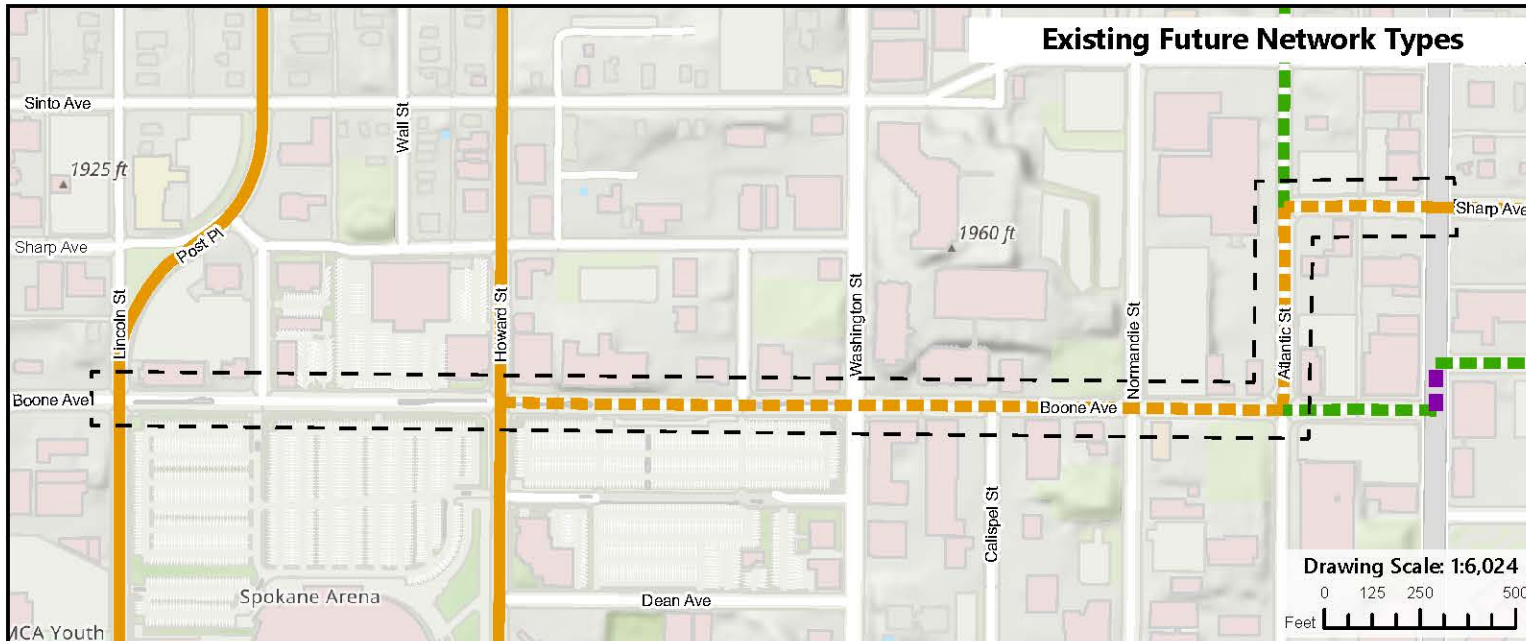 Existing Future Network Types
Sinto Ave
Wall St
1925 ft
Sharp Ave
Post Pl
Sharp Ave
1960 ft
Lincoln St
Howard St
Washington St
Normandie St
Atlantic St
Boone Ave
Boone Ave
Calispel St
Spokane Arena
Dean Ave
MCA Youth
Drawing Scale: 1:6,024
0 125 250 500
Feet